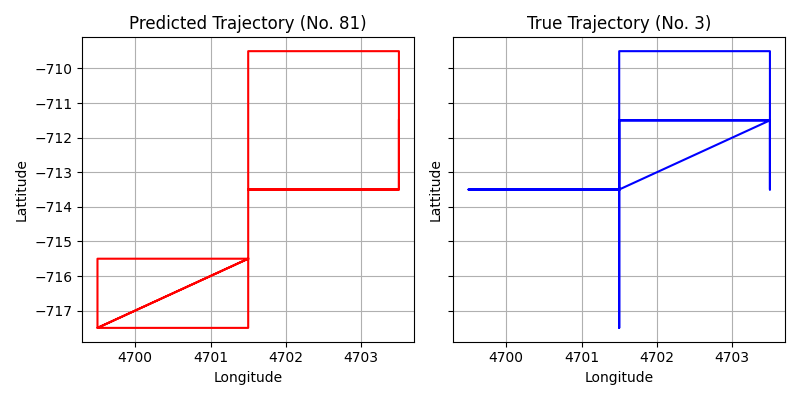 Predicted Trajectory (No. 81)
True Trajectory (No. 3)
−710
−711
−712
−713
−714
−715
−716
−717
Lattitude
Lattitude
4700 4701 4702 4703
4700 4701 4702 4703
Longitude
Longitude